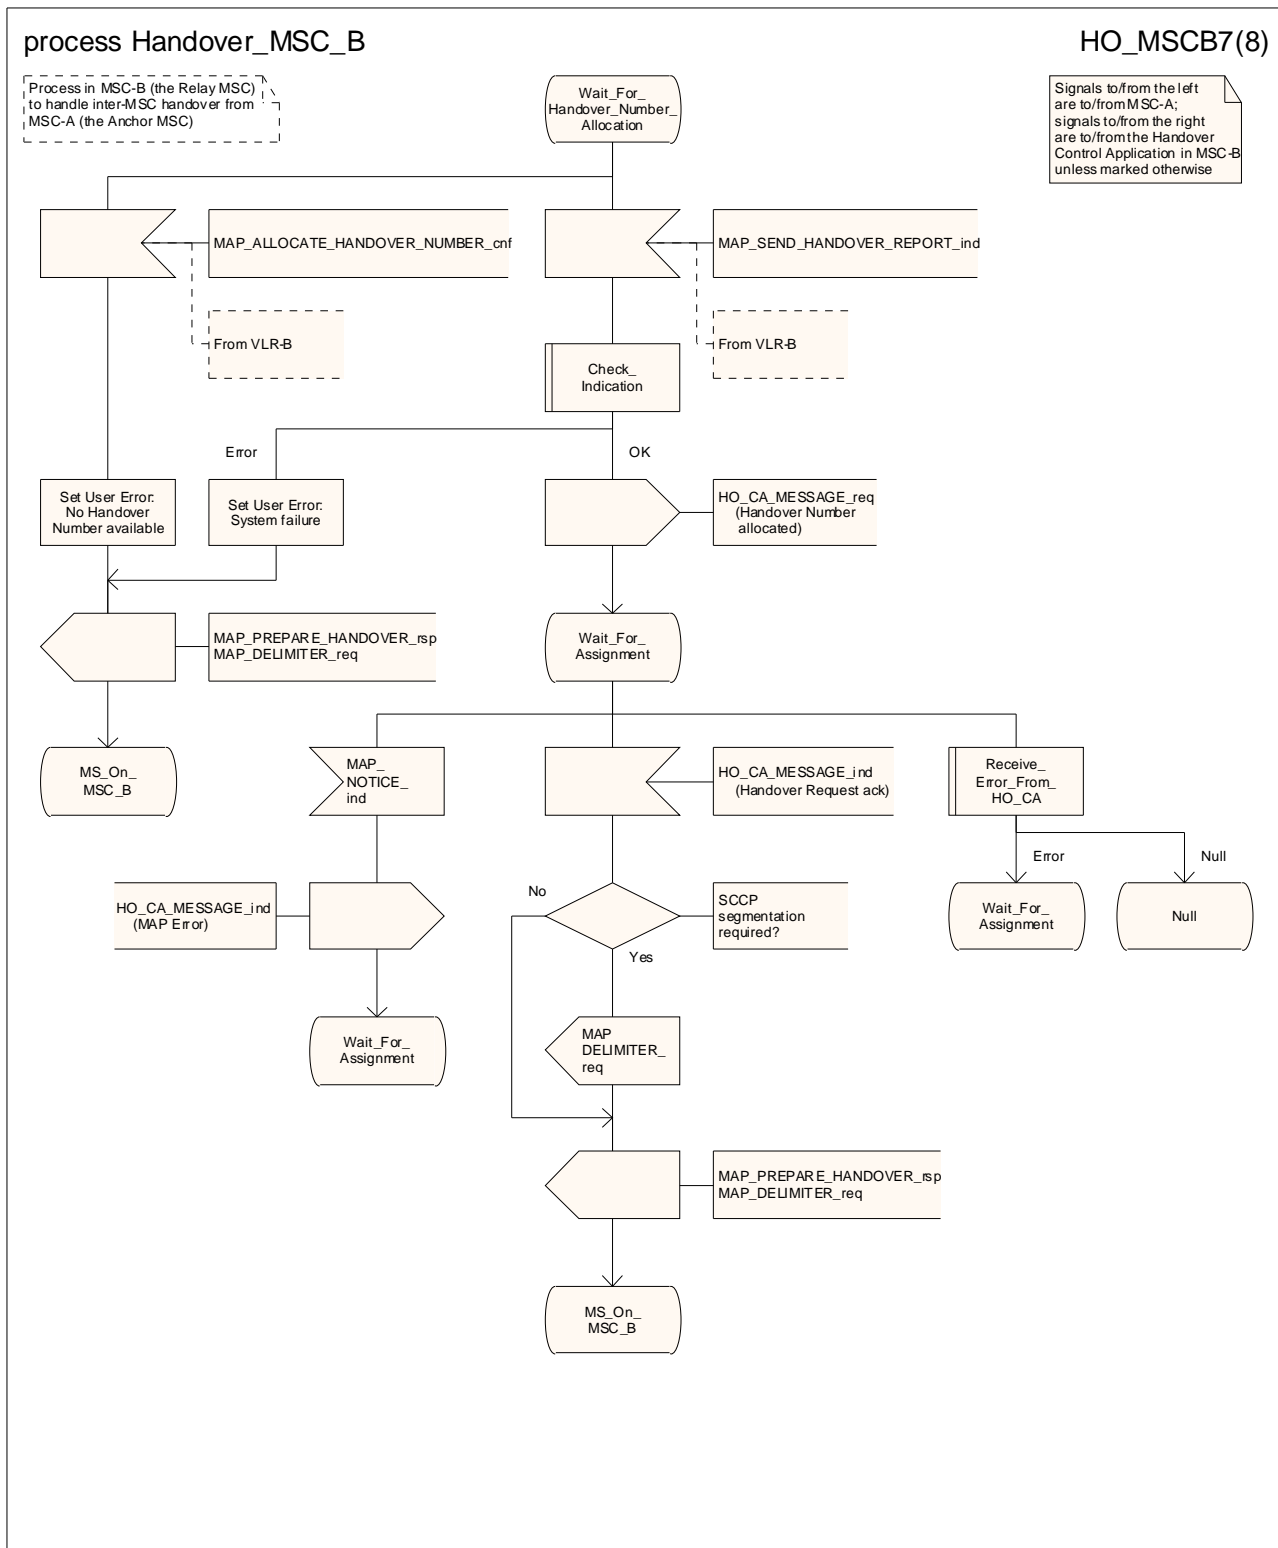 process Handover_MSC_B
HO_MSCB7(8)
Process in MSC-B (the Relay MSC)
to handle inter-MSC handover from
MSC-A (the Anchor MSC)
Wait_For_
Handover_Number_
Allocation
Signals to/from the left
are to/from MSC-A;
signals to/from the right
are to/from the Handover
Control Application in MSC-B
unless marked otherwise
MAP_ALLOCATE_HANDOVER_NUMBER_cnf
MAP_SEND_HANDOVER_REPORT_ind
From VLR-B
From VLR-B
Check_
Indication
Error
OK
Set User Error:
No Handover
Number available
Set User Error:
System failure
HO_CA_MESSAGE_req
(Handover Number
allocated)
MAP_PREPARE_HANDOVER_rsp
MAP_DELIMITER_req
Wait_For_
Assignment
MS_On_
MSC_B
MAP_
NOTICE_
ind
HO_CA_MESSAGE_ind
(Handover Request ack)
Receive_
Error_From_
HO_CA
Error
Null
HO_CA_MESSAGE_ind
(MAP Error)
No
SCCP
segmentation
required?
Yes
Wait_For_
Assignment
Null
Wait_For_
Assignment
MAP
DELIMITER_
req
MAP_PREPARE_HANDOVER_rsp
MAP_DELIMITER_req
MS_On_
MSC_B